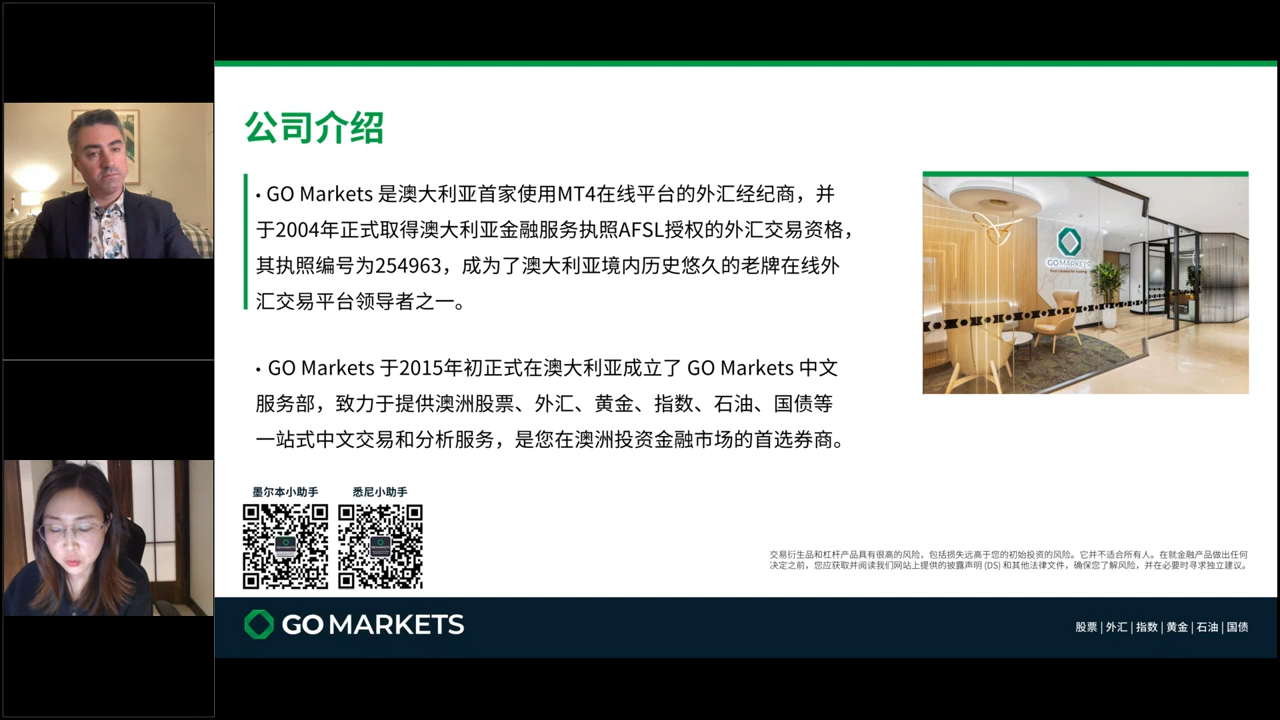 公司介绍
• GO Markets 是澳大利亚首家使用MT4在线平台的外汇经纪商，并
于2004年正式取得澳大利亚金融服务执照AFSL授权的外汇交易资格，
其执照编号为254963，成为了澳大利亚境内历史悠久的老牌在线外
汇交易平台领导者之一。
GO MARKETS
• GO Markets 于2015年初正式在澳大利亚成立了 GO Markets 中文
服务部，致力于提供澳洲股票、外汇、黄金、指数、石油、国债等
一站式中文交易和分析服务，是您在澳洲投资金融市场的首选券商。
墨尔本小助手 悉尼小助手
交易衍生品和杠杆产品具有很高的风险，包括损失远高于您的初始投资的风险。它并不适合所有人。在就金融产品做出任何
决定之前，您应获取并阅读我们网站上提供的披露声明 (DS) 和其他法律文件，确保您了解风险，并在必要时寻求独立建议。
GO MARKETS
股票 | 外汇 | 指数 | 黄金 | 石油 | 国债